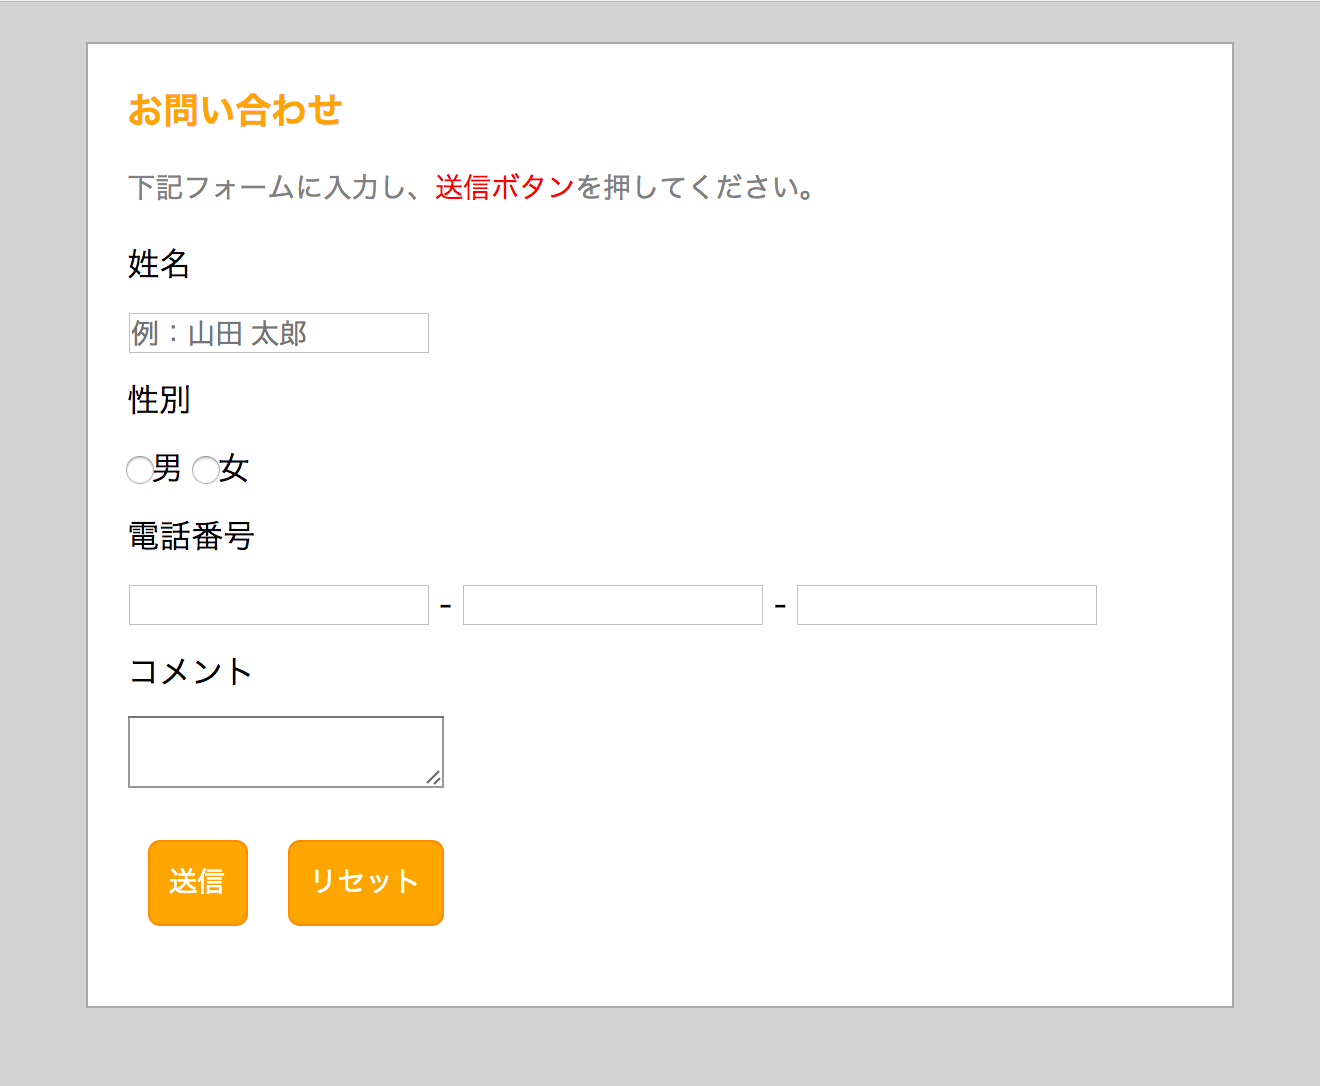 お問い合わせ
下記フォームに入力し、送信ボタンを押してください。
姓名
例：山田 太郎
性別
男 女
電話番号
- -
コメント
送信 リセット